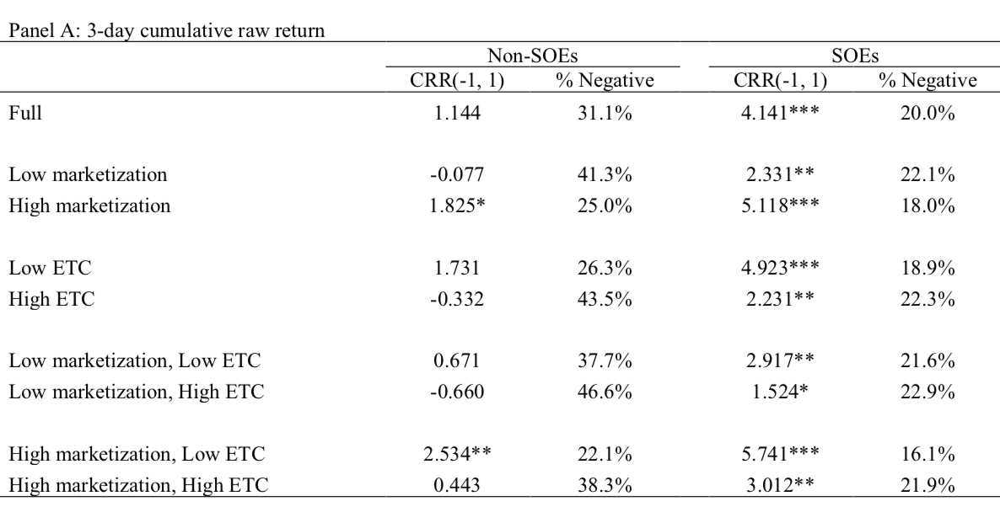 Panel A: 3-day cumulative raw return
Non-SOEs SOEs
CRR(-1, 1) % Negative CRR(-1, 1) % Negative
Full 1.144 31.1% 4.141*** 20.0%
Low marketization -0.077 41.3% 2.331** 22.1%
High marketization 1.825* 25.0% 5.118*** 18.0%
Low ETC 1.731 26.3% 4.923*** 18.9%
High ETC -0.332 43.5% 2.231** 22.3%
Low marketization, Low ETC 0.671 37.7% 2.917** 21.6%
Low marketization, High ETC -0.660 46.6% 1.524* 22.9%
High marketization, Low ETC 2.534** 22.1% 5.741*** 16.1%
High marketization, High ETC 0.443 38.3% 3.012** 21.9%